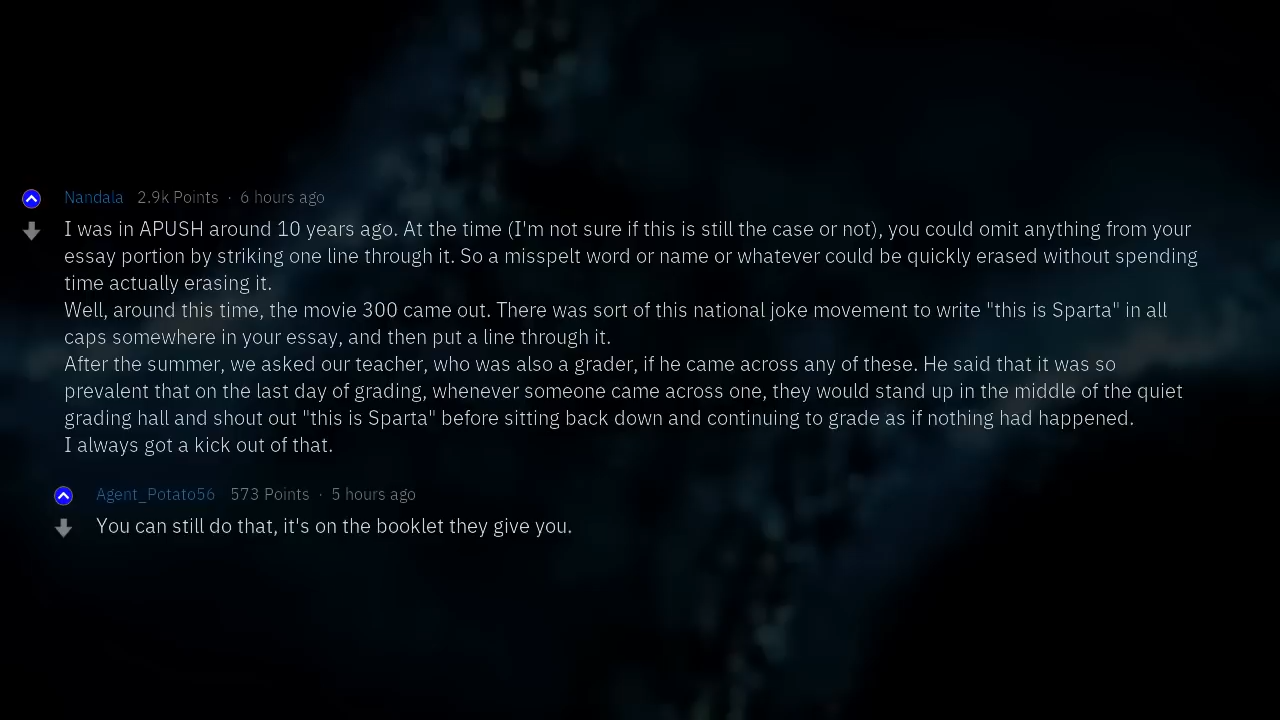 Nandala 2.9k Points · 6 hours ago
I was in APUSH around 10 years ago. At the time (I'm not sure if this is still the case or not), you could omit anything from your
essay portion by striking one line through it. So a misspelt word or name or whatever could be quickly erased without spending
time actually erasing it.
Well, around this time, the movie 300 came out. There was sort of this national joke movement to write "this is Sparta" in all
caps somewhere in your essay, and then put a line through it.
After the summer, we asked our teacher, who was also a grader, if he came across any of these. He said that it was so
prevalent that on the last day of grading, whenever someone came across one, they would stand up in the middle of the quiet
grading hall and shout out "this is Sparta" before sitting back down and continuing to grade as if nothing had happened.
I always got a kick out of that.
Agent_Potato56 573 Points · 5 hours ago
You can still do that, it's on the booklet they give you.